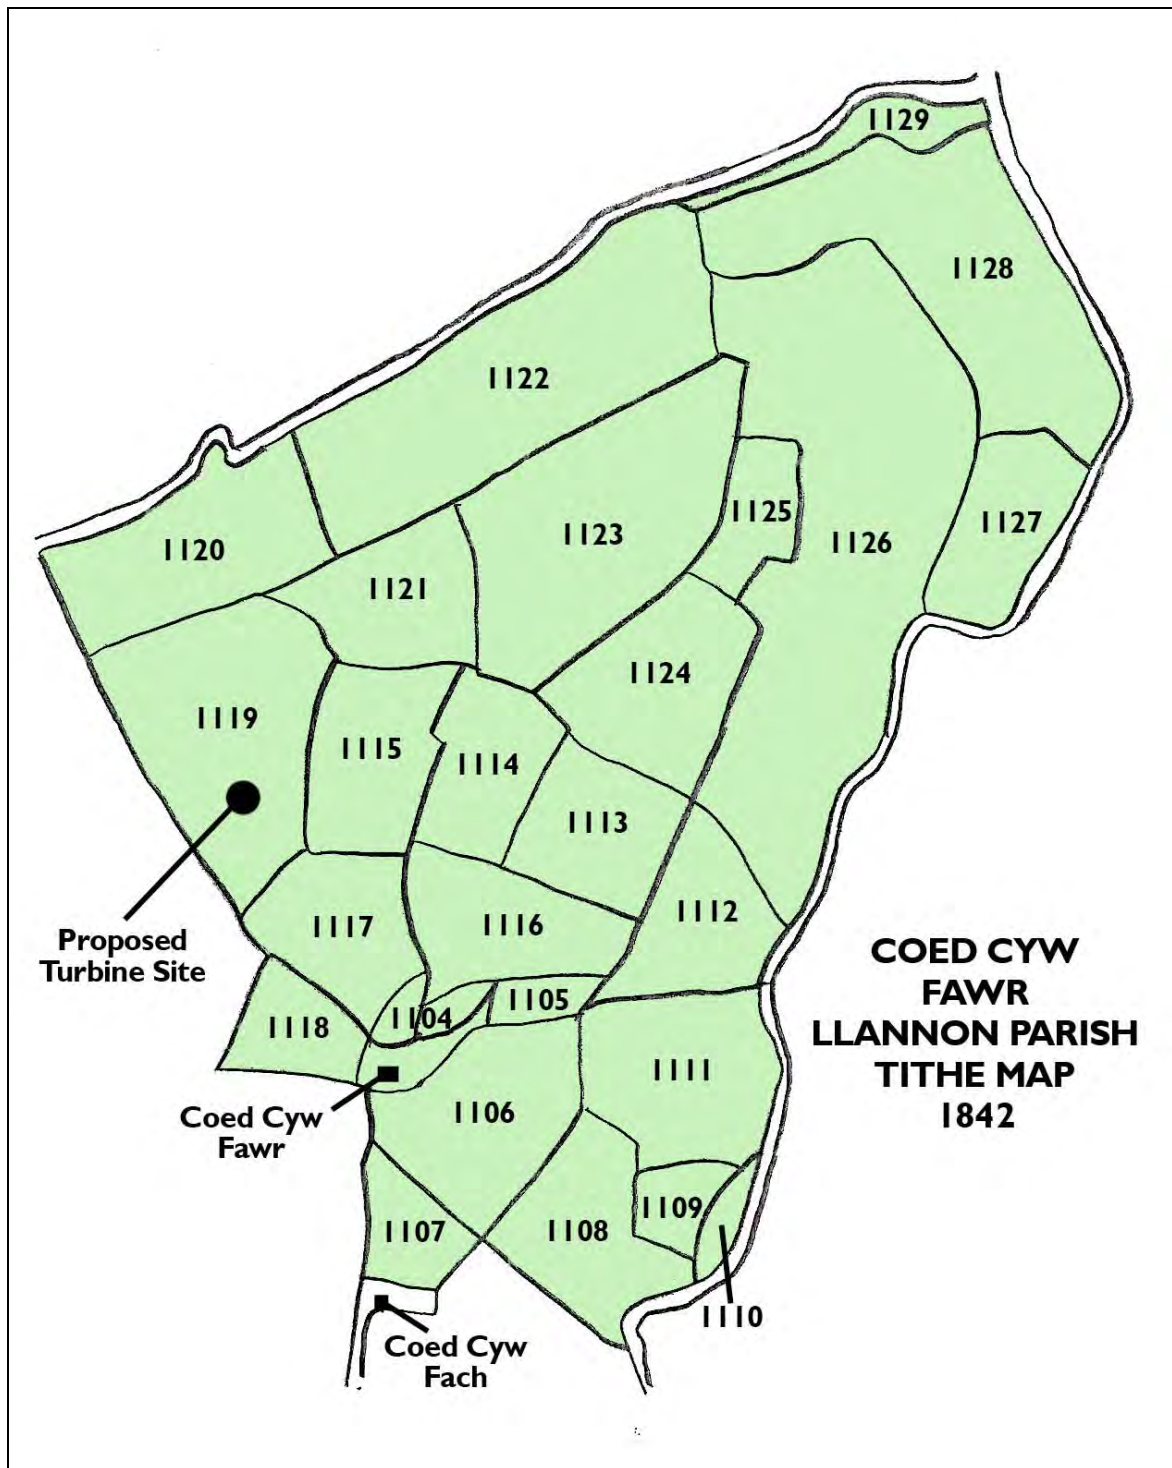 1129
1128
1122
1123
1125
1126
1127
1120
1121
1124
1119
1115
1114
1113
1112
1116
1117
Proposed
Turbine Site
COED CYW
FAWR
LLANNON PARISH
TITHE MAP
1842
1105
1104
1118
1111
1106
Coed Cyw
Fawr
1109
1107
1108
1110
Coed Cyw
Fach